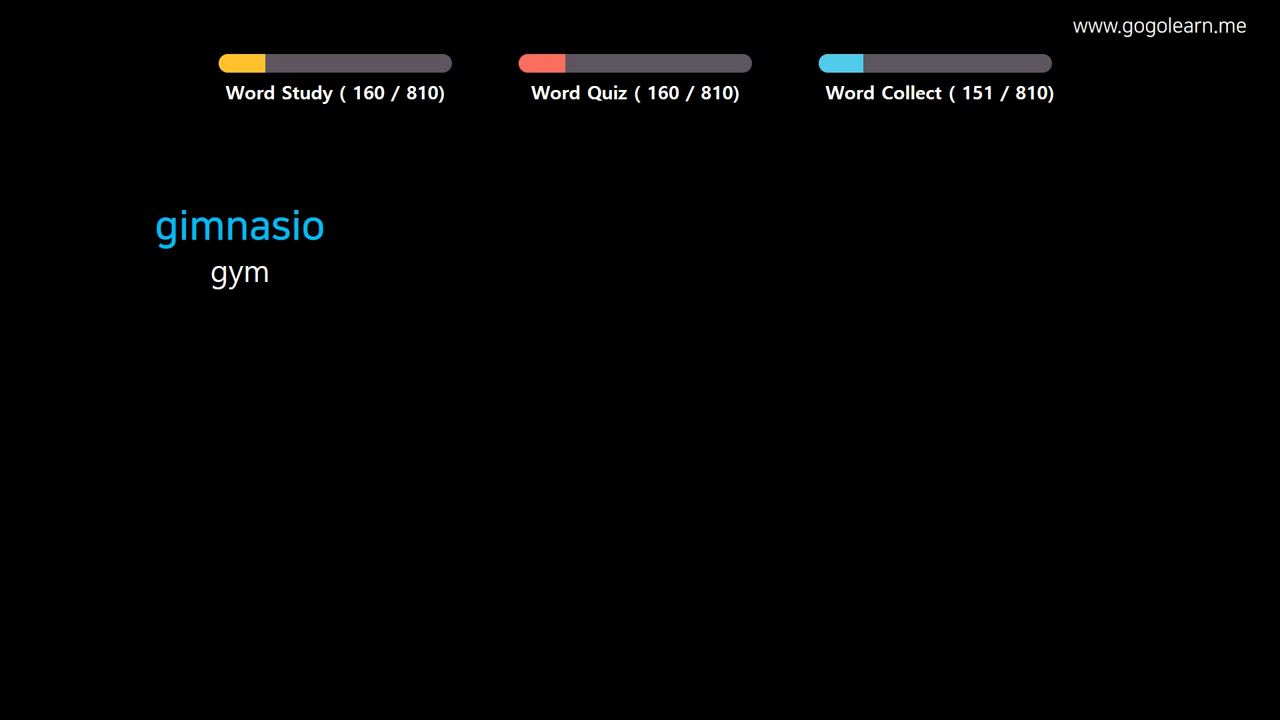 www.gogolearn.me
Word Study ( 160 / 810)
Word Quiz ( 160 / 810)
Word Collect ( 151 / 810)
gimnasio
gym